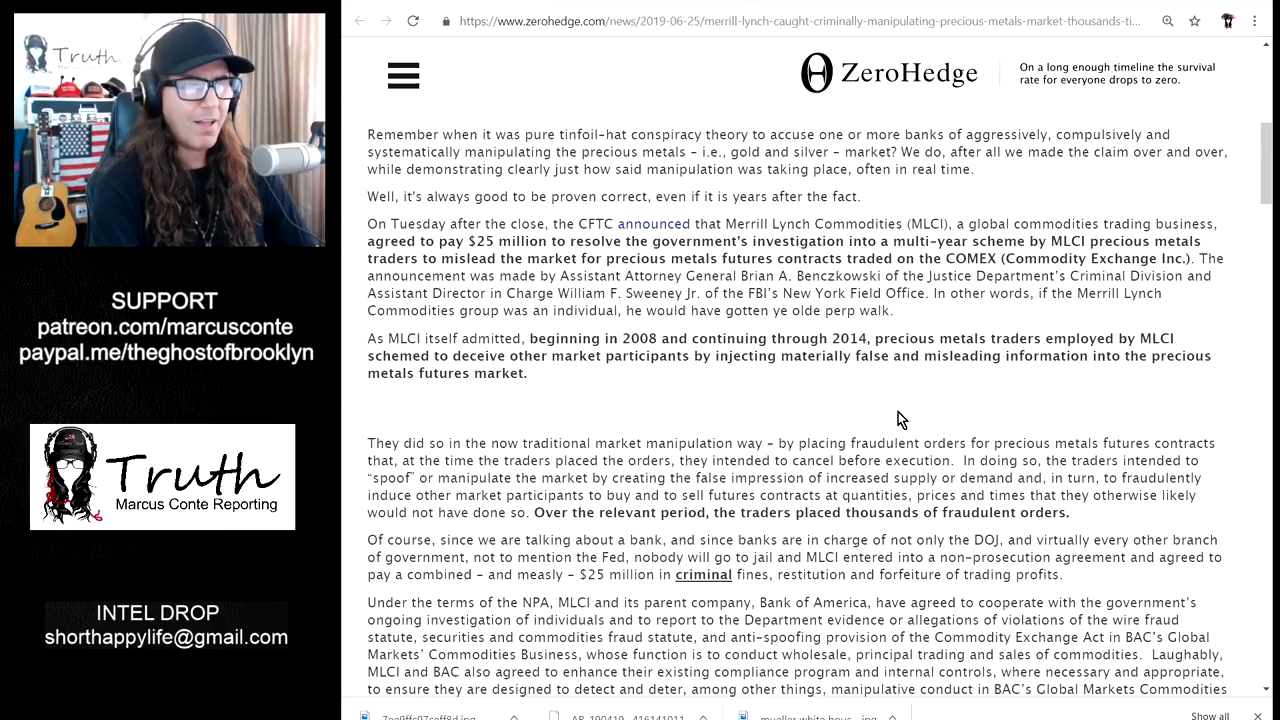 https://www.zerohedge.com/news/2019-06-25/merrill-lynch-caught-criminally-manipulating-precious-metals-market-thousands-ti...
Truth
ZeroHedge
On a long enough timeline the survival
rate for everyone drops to zero.
Remember when it was pure tinfoil-hat conspiracy theory to accuse one or more banks of aggressively, compulsively and
systematically manipulating the precious metals – i.e., gold and silver – market? We do, after all we made the claim over and over,
while demonstrating clearly just how said manipulation was taking place, often in real time.
Well, it's always good to be proven correct, even if it is years after the fact.
On Tuesday after the close, the CFTC announced that Merrill Lynch Commodities (MLCI), a global commodities trading business,
agreed to pay $25 million to resolve the government's investigation into a multi-year scheme by MLCI precious metals
traders to mislead the market for precious metals futures contracts traded on the COMEX (Commodity Exchange Inc.). The
announcement was made by Assistant Attorney General Brian A. Benczkowski of the Justice Department's Criminal Division and
Assistant Director in Charge William F. Sweeney Jr. of the FBI's New York Field Office. In other words, if the Merrill Lynch
Commodities group was an individual, he would have gotten ye olde perp walk.
As MLCI itself admitted, beginning in 2008 and continuing through 2014, precious metals traders employed by MLCI
schemed to deceive other market participants by injecting materially false and misleading information into the precious
metals futures market.
They did so in the now traditional market manipulation way – by placing fraudulent orders for precious metals futures contracts
that, at the time the traders placed the orders, they intended to cancel before execution. In doing so, the traders intended to
“spoof” or manipulate the market by creating the false impression of increased supply or demand and, in turn, to fraudulently
induce other market participants to buy and to sell futures contracts at quantities, prices and times that they otherwise likely
would not have done so. Over the relevant period, the traders placed thousands of fraudulent orders.
Of course, since we are talking about a bank, and since banks are in charge of not only the DOJ, and virtually every other branch
of government, not to mention the Fed, nobody will go to jail and MLCI entered into a non-prosecution agreement and agreed to
pay a combined – and measly – $25 million in criminal fines, restitution and forfeiture of trading profits.
Under the terms of the NPA, MLCI and its parent company, Bank of America, have agreed to cooperate with the government's
ongoing investigation of individuals and to report to the Department evidence or allegations of violations of the wire fraud
statute, securities and commodities fraud statute, and anti-spoofing provision of the Commodity Exchange Act in BAC's Global
Markets' Commodities Business, whose function is to conduct wholesale, principal trading and sales of commodities. Laughably,
MLCI and BAC also agreed to enhance their existing compliance program and internal controls, where necessary and appropriate,
to ensure they are designed to detect and deter, among other things, manipulative conduct in BAC's Global Markets Commodities
SUPPORT
patreon.com/marcusconte
paypal.me/theghostofbrooklyn
Truth
Marcus Conte Reporting
INTEL DROP
shorthappylife@gmail.com
Show all